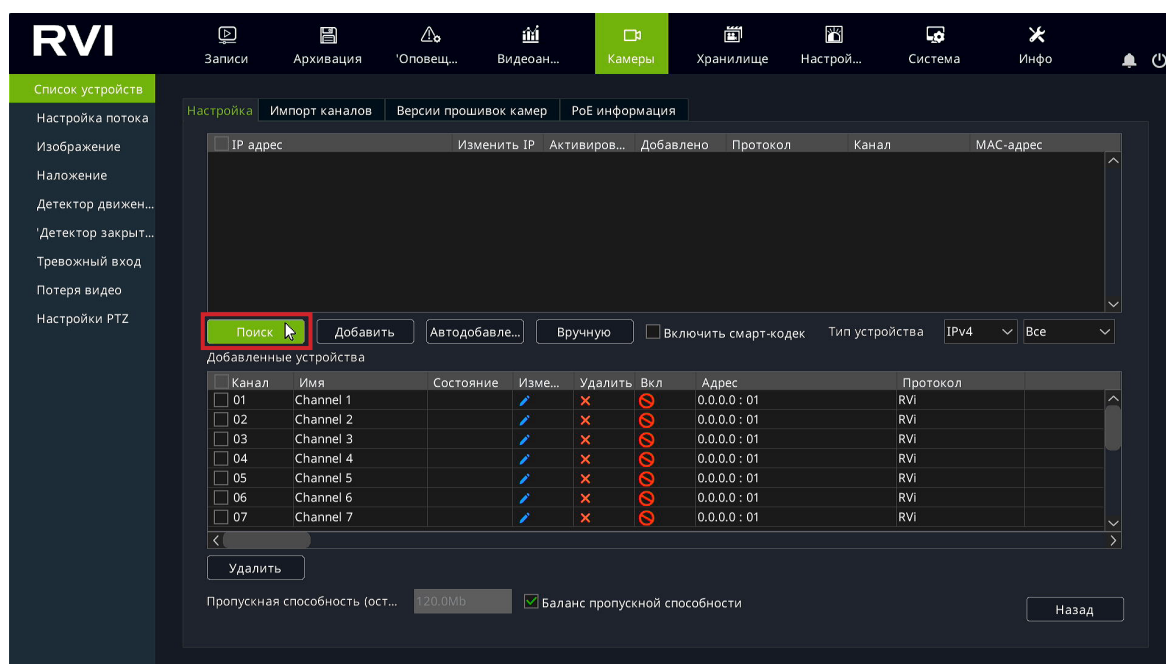 RVI
Записи Архивация 'Оповещ... Видеоан... Камеры Хранилище Настрой... Система Инфо
Список устройств
Настройка потока
Изображение
Наложение
Детектор движен...
'Детектор закрыт...
Тревожный вход
Потеря видео
Настройки PTZ
Настройка Импорт каналов Версии прошивок камер PoE информация
IP адрес Изменить IP Активиров... Добавлено Протокол Канал MAC-адрес
Поиск Добавить Автодобавле... Вручную Включить смарт-кодек Тип устройства IPv4 Все
Добавленные устройства
Канал Имя Состояние Изме... Удалить Вкл Адрес Протокол
01 Channel 1 0.0.0.0 : 01 RVi
02 Channel 2 0.0.0.0 : 01 RVi
03 Channel 3 0.0.0.0 : 01 RVi
04 Channel 4 0.0.0.0 : 01 RVi
05 Channel 5 0.0.0.0 : 01 RVi
06 Channel 6 0.0.0.0 : 01 RVi
07 Channel 7 0.0.0.0 : 01 RVi
Удалить
Пропускная способность (ост... 120.0Mb Баланс пропускной способности
Назад